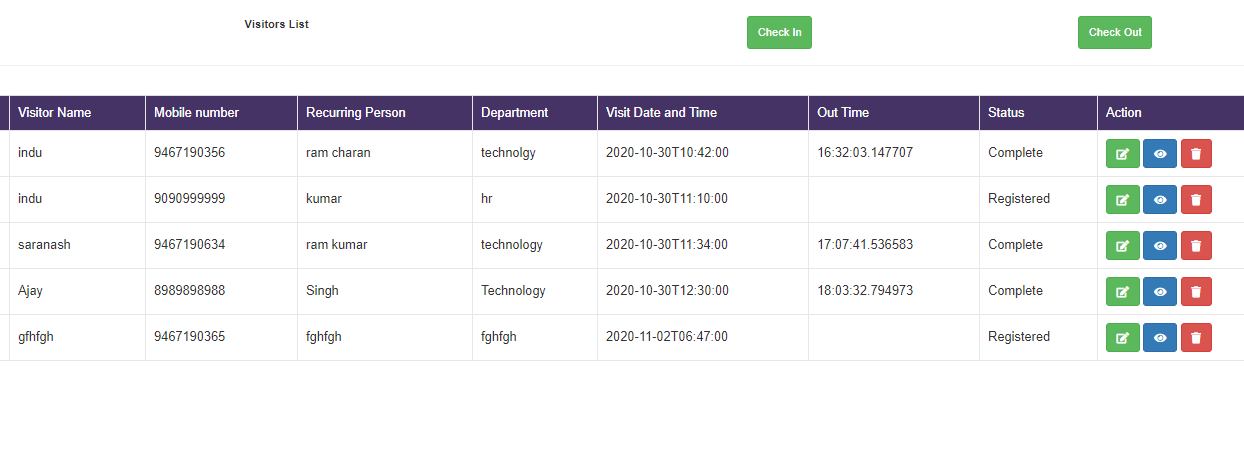 Visitors List
Check In
Check Out
Visitor Name Mobile number Recurring Person Department Visit Date and Time Out Time Status Action
indu 9467190356 ram charan technolgy 2020-10-30T10:42:00 16:32:03.147707 Complete
indu 9090999999 kumar hr 2020-10-30T11:10:00 Registered
saranash 9467190634 ram kumar technology 2020-10-30T11:34:00 17:07:41.536583 Complete
Ajay 8989898988 Singh Technology 2020-10-30T12:30:00 18:03:32.794973 Complete
gfhfgh 9467190365 fghfgh fghfgh 2020-11-02T06:47:00 Registered